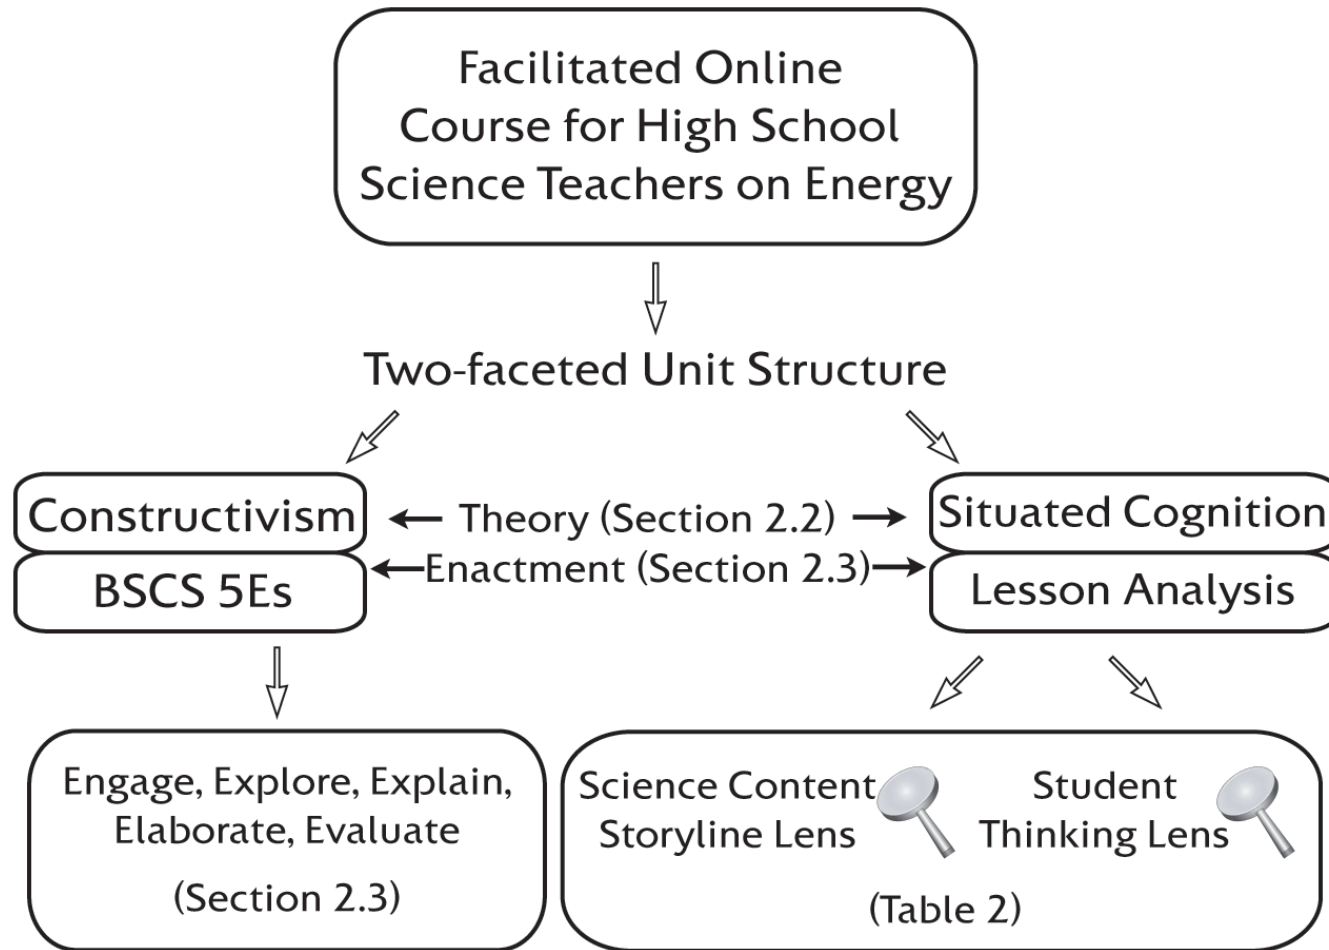 Facilitated Online
Course for High School
Science Teachers on Energy
Two-faceted Unit Structure
Constructivism
Theory (Section 2.2)
Situated Cognition
BSCS 5Es
Enactment (Section 2.3)
Lesson Analysis
Engage, Explore, Explain,
Elaborate, Evaluate
(Section 2.3)
Science Content
Storyline Lens
Student
Thinking Lens
(Table 2)